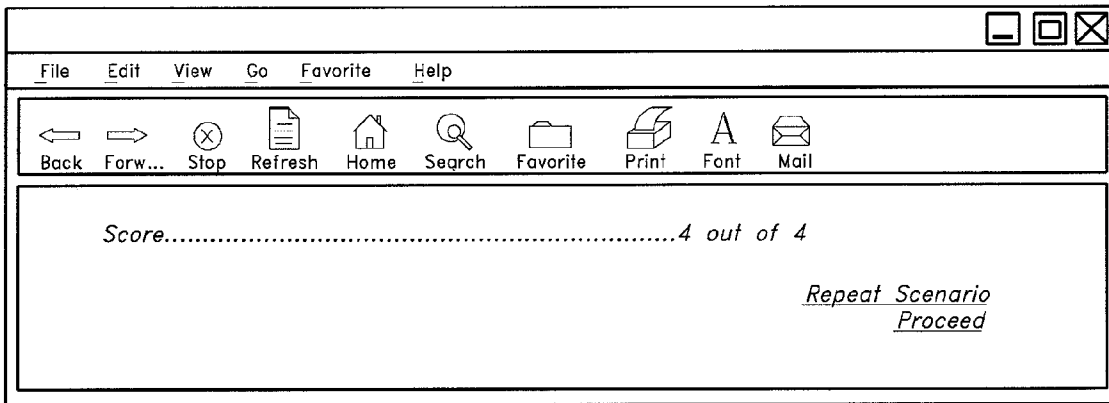 File Edit View Go Favorite Help
Back Forw... Stop Refresh Home Search Favorite Print Font Mail
Score.............................................................4 out of 4
Repeat Scenario
Proceed